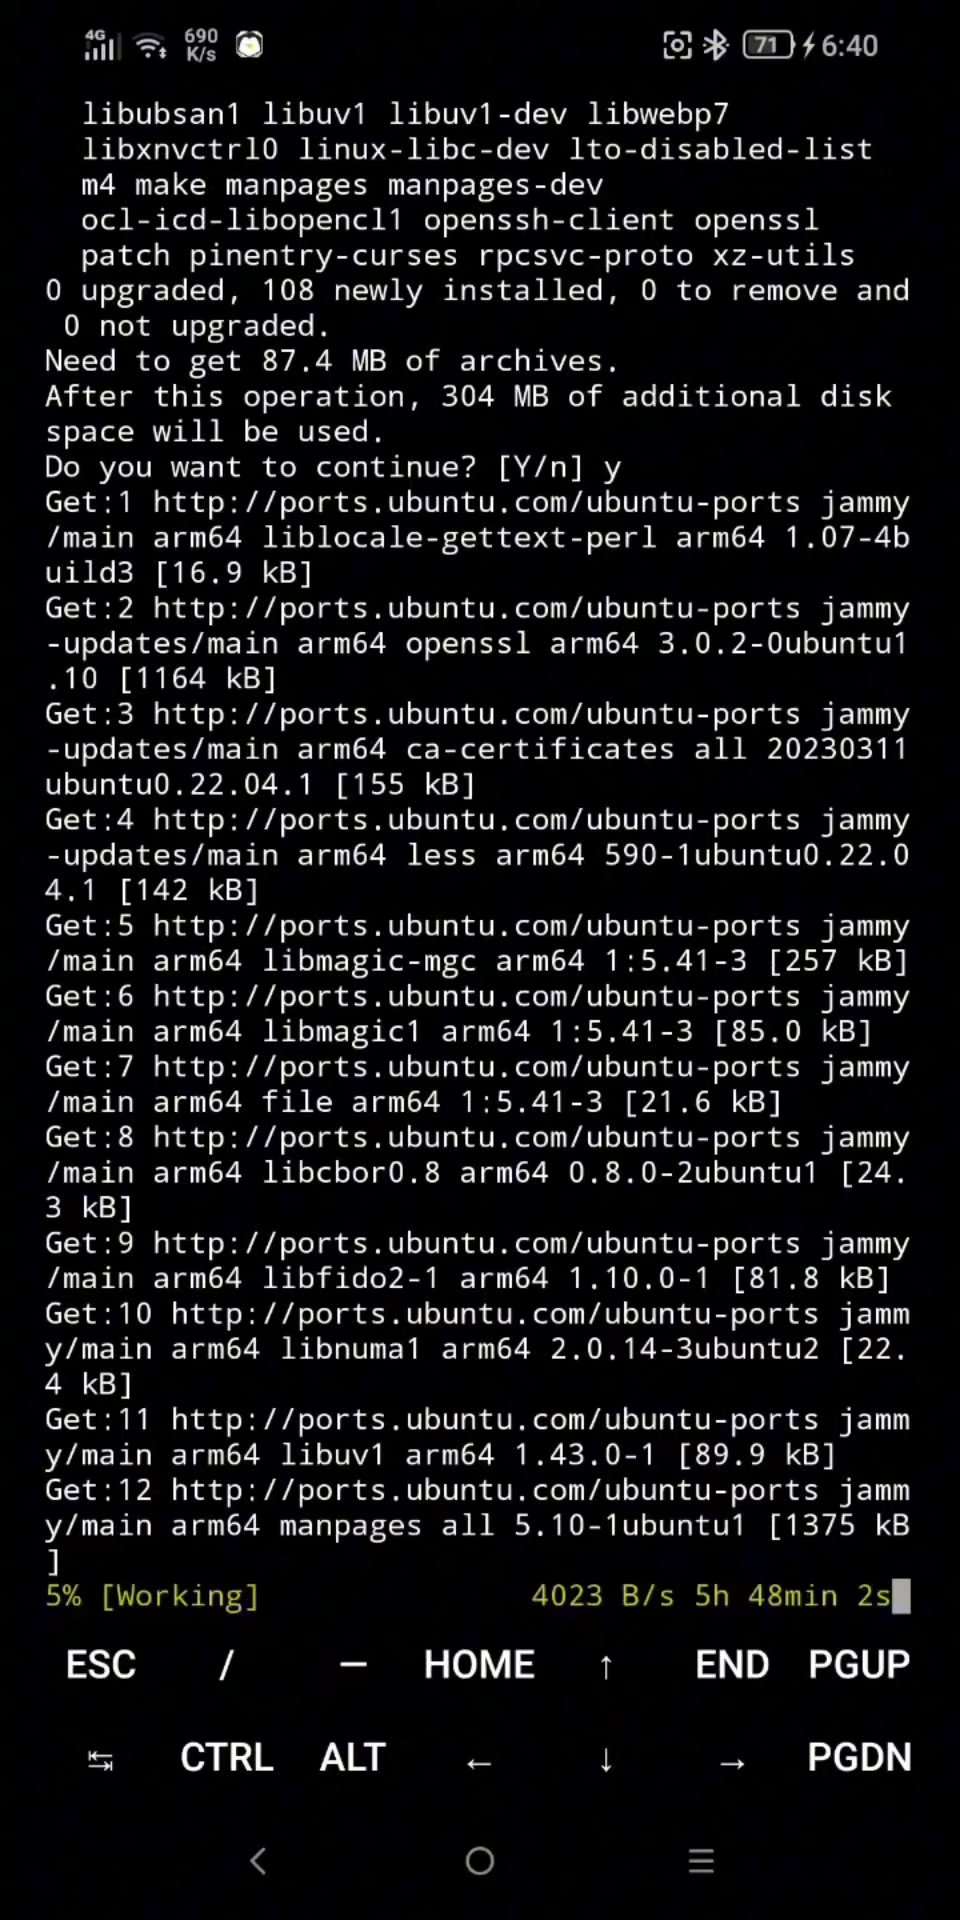 4G 690 K/s 71 6:40
libubsan1 libuv1 libuv1-dev libwebp7
libxnvctrl0 linux-libc-dev lto-disabled-list
m4 make manpages manpages-dev
ocl-icd-libopencl1 openssh-client openssl
patch pinentry-curses rpcsvc-proto xz-utils
0 upgraded, 108 newly installed, 0 to remove and
0 not upgraded.
Need to get 87.4 MB of archives.
After this operation, 304 MB of additional disk
space will be used.
Do you want to continue? [Y/n] y
Get:1 http://ports.ubuntu.com/ubuntu-ports jammy
/main arm64 liblocale-gettext-perl arm64 1.07-4b
uild3 [16.9 kB]
Get:2 http://ports.ubuntu.com/ubuntu-ports jammy
-updates/main arm64 openssl arm64 3.0.2-0ubuntu1
.10 [1164 kB]
Get:3 http://ports.ubuntu.com/ubuntu-ports jammy
-updates/main arm64 ca-certificates all 20230311
ubuntu0.22.04.1 [155 kB]
Get:4 http://ports.ubuntu.com/ubuntu-ports jammy
-updates/main arm64 less arm64 590-1ubuntu0.22.0
4.1 [142 kB]
Get:5 http://ports.ubuntu.com/ubuntu-ports jammy
/main arm64 libmagic-mgc arm64 1:5.41-3 [257 kB]
Get:6 http://ports.ubuntu.com/ubuntu-ports jammy
/main arm64 libmagic1 arm64 1:5.41-3 [85.0 kB]
Get:7 http://ports.ubuntu.com/ubuntu-ports jammy
/main arm64 file arm64 1:5.41-3 [21.6 kB]
Get:8 http://ports.ubuntu.com/ubuntu-ports jammy
/main arm64 libcbor0.8 arm64 0.8.0-2ubuntu1 [24.
3 kB]
Get:9 http://ports.ubuntu.com/ubuntu-ports jammy
/main arm64 libfido2-1 arm64 1.10.0-1 [81.8 kB]
Get:10 http://ports.ubuntu.com/ubuntu-ports jamm
y/main arm64 libnuma1 arm64 2.0.14-3ubuntu2 [22.
4 kB]
Get:11 http://ports.ubuntu.com/ubuntu-ports jamm
y/main arm64 libuv1 arm64 1.43.0-1 [89.9 kB]
Get:12 http://ports.ubuntu.com/ubuntu-ports jamm
y/main arm64 manpages all 5.10-1ubuntu1 [1375 kB
]
5% [Working] 4023 B/s 5h 48min 2s
ESC / — HOME ↑ END PGUP
↹ CTRL ALT ← ↓ → PGDN